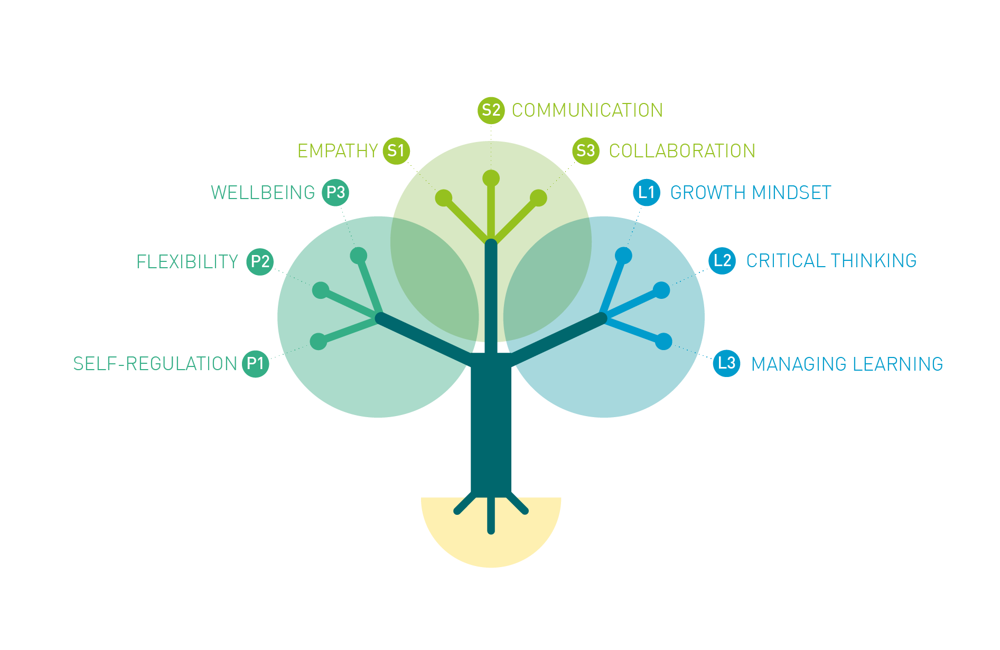 S2 COMMUNICATION
EMPATHY S1
S3 COLLABORATION
WELLBEING P3
L1 GROWTH MINDSET
FLEXIBILITY P2
L2 CRITICAL THINKING
SELF-REGULATION P1
L3 MANAGING LEARNING